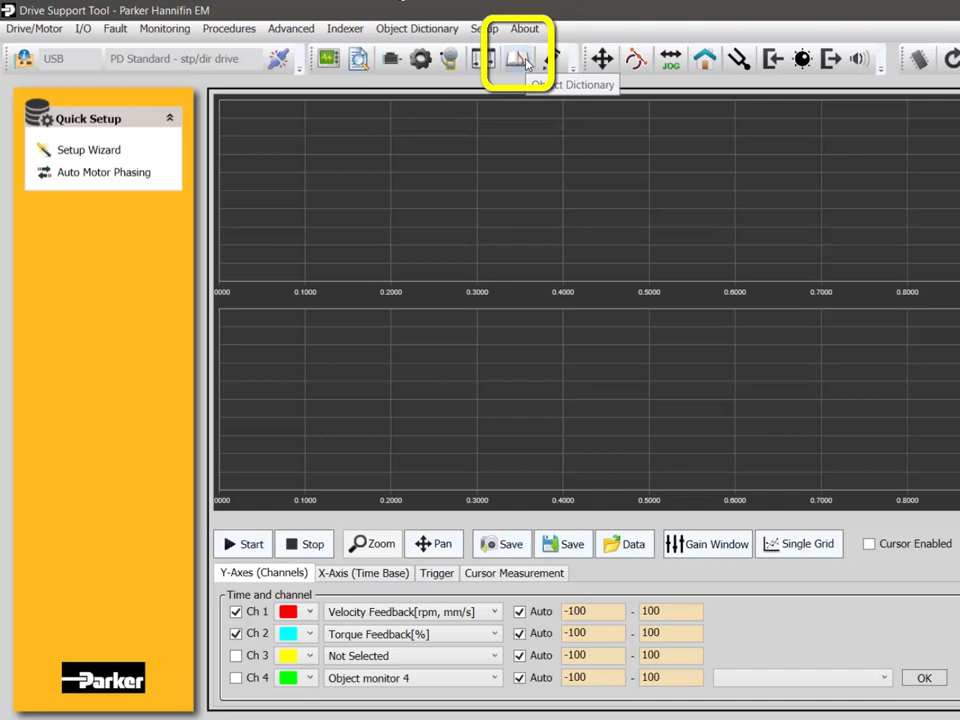 Drive Support Tool - Parker Hannifin EM
Drive/Motor I/O Fault Monitoring Procedures Advanced Indexer Object Dictionary Setup About
USB PD Standard - stp/dir drive
JOG
Object Dictionary
Quick Setup
Setup Wizard
Auto Motor Phasing
.0000 0.1000 0.2000 0.3000 0.4000 0.5000 0.6000 0.7000 0.8000
.0000 0.1000 0.2000 0.3000 0.4000 0.5000 0.6000 0.7000 0.8000
Start Stop Zoom Pan Save Save Data Gain Window Single Grid Cursor Enabled
Y-Axes (Channels) X-Axis (Time Base) Trigger Cursor Measurement
Time and channel
Ch 1 Velocity Feedback[rpm, mm/s] Auto -100 - 100
Ch 2 Torque Feedback[%] Auto -100 - 100
Ch 3 Not Selected Auto -100 - 100
Ch 4 Object monitor 4 Auto -100 - 100 OK
Parker